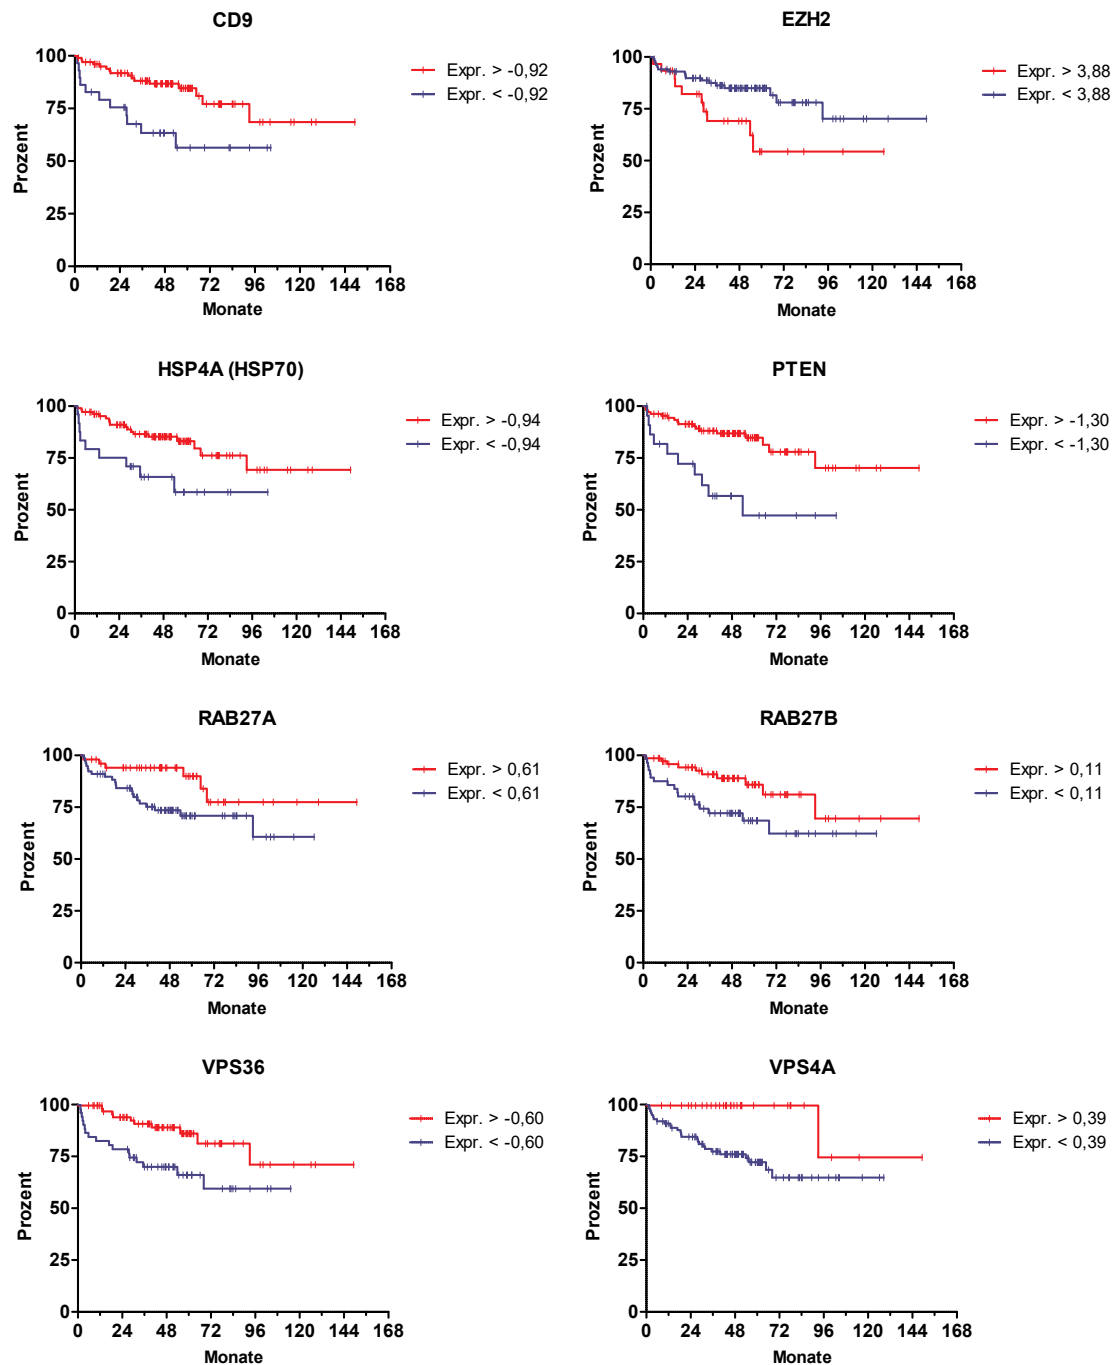 CD9
Expr. > -0,92
Expr. < -0,92
Prozent
100
75
50
25
0
0 24 48 72 96 120 144 168
Monate
EZH2
Expr. > 3,88
Expr. < 3,88
Prozent
100
75
50
25
0
0 24 48 72 96 120 144 168
Monate
HSP4A (HSP70)
Expr. > -0,94
Expr. < -0,94
Prozent
100
75
50
25
0
0 24 48 72 96 120 144 168
Monate
PTEN
Expr. > -1,30
Expr. < -1,30
Prozent
100
75
50
25
0
0 24 48 72 96 120 144 168
Monate
RAB27A
Expr. > 0,61
Expr. < 0,61
Prozent
100
75
50
25
0
0 24 48 72 96 120 144 168
Monate
RAB27B
Expr. > 0,11
Expr. < 0,11
Prozent
100
75
50
25
0
0 24 48 72 96 120 144 168
Monate
VPS36
Expr. > -0,60
Expr. < -0,60
Prozent
100
75
50
25
0
0 24 48 72 96 120 144 168
Monate
VPS4A
Expr. > 0,39
Expr. < 0,39
Prozent
100
75
50
25
0
0 24 48 72 96 120 144 168
Monate